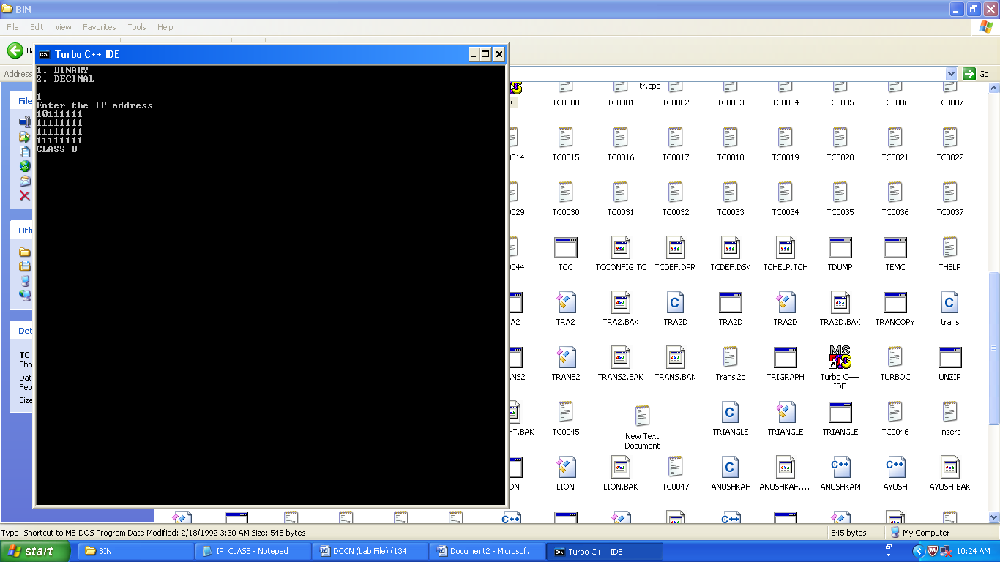 BIN
File Edit View Favorites Tools Help
Address
Go
Turbo C++ IDE
1. BINARY
2. DECIMAL
1
Enter the IP address
10111111
11111111
11111111
11111111
CLASS B
File
Oth
Det
TC
Sho
Dat
Feb
Size
tr.cpp
TC0000 TC0001 TC0002 TC0003 TC0004 TC0005 TC0006 TC0007
0014 TC0015 TC0016 TC0017 TC0018 TC0019 TC0020 TC0021 TC0022
0029 TC0030 TC0031 TC0032 TC0033 TC0034 TC0035 TC0036 TC0037
0044 TCC TCCONFIG.TC TCDEF.DPR TCDEF.DSK TCHELP.TCH TDUMP TEMC THELP
A2 TRA2 TRA2.BAK TRA2D TRA2D TRA2D TRA2D.BAK TRANCOPY trans
NS2 TRANS2 TRANS2.BAK TRANS.BAK Transl2d TRIGRAPH Turbo C++ IDE TURBOC UNZIP
HT.BAK TC0045 New Text Document TRIANGLE TRIANGLE TRIANGLE TC0046 insert
ON LION LION.BAK TC0047 ANUSHKAF ANUSHKAF.... ANUSHKAM AYUSH AYUSH.BAK
Type: Shortcut to MS-DOS Program Date Modified: 2/18/1992 3:30 AM Size: 545 bytes
545 bytes
My Computer
start
BIN
IP_CLASS - Notepad
DCCN (Lab File) (134...
Document2 - Microsof...
Turbo C++ IDE
10:24 AM